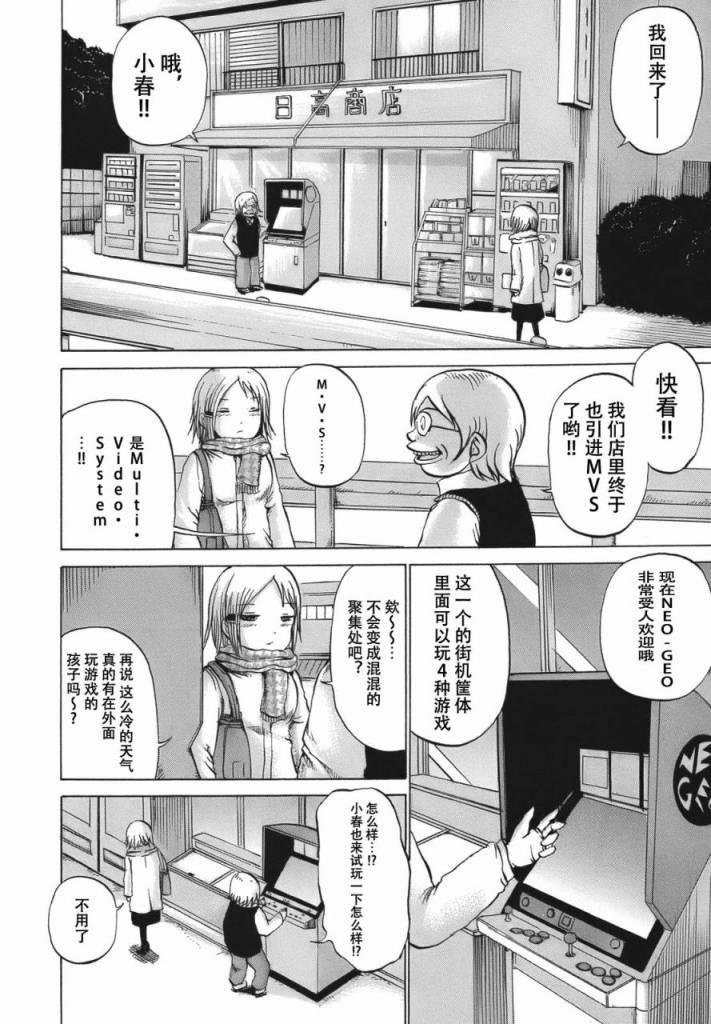 我回来了——
哦,
小春!!
日高商店
快看!!
我们店里终于
也引进MVS
了哟!!
M·V·S……?
是Multi·
Video·
System
…!!
现在NEO-GEO
非常受人欢迎哦
这一个的街机筐体
里面可以玩4种游戏
NEO
GEO
欸~~…
不会变成混混的
聚集处吧?
再说 这么冷的天气
真的有在外面
玩游戏的
孩子吗~?
怎么样…!?
小春也来试玩一下怎么样!?
不用了